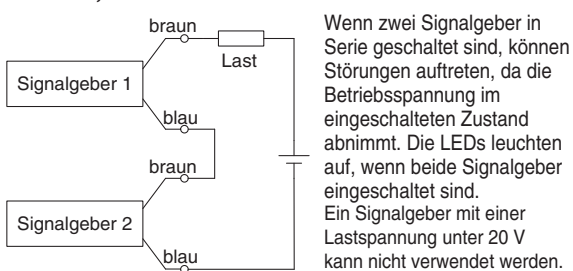 braun
Last
Signalgeber 1
blau
braun
Signalgeber 2
blau
Wenn zwei Signalgeber in
Serie geschaltet sind, können
Störungen auftreten, da die
Betriebsspannung im
eingeschalteten Zustand
abnimmt. Die LEDs leuchten
auf, wenn beide Signalgeber
eingeschaltet sind.
Ein Signalgeber mit einer
Lastspannung unter 20 V
kann nicht verwendet werden.